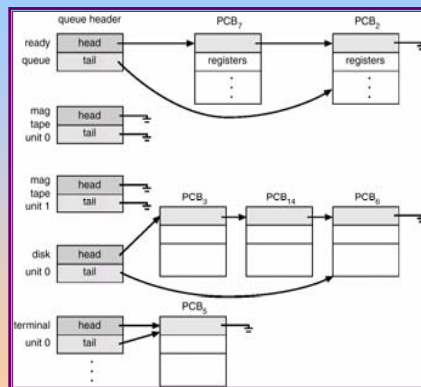 queue header PCB7 PCB2
ready head
queue tail registers registers
mag head
tape tail
unit 0
mag head
tape tail
unit 1
PCB3 PCB14 PCB6
disk head
unit 0 tail
PCB5
terminal head
unit 0 tail